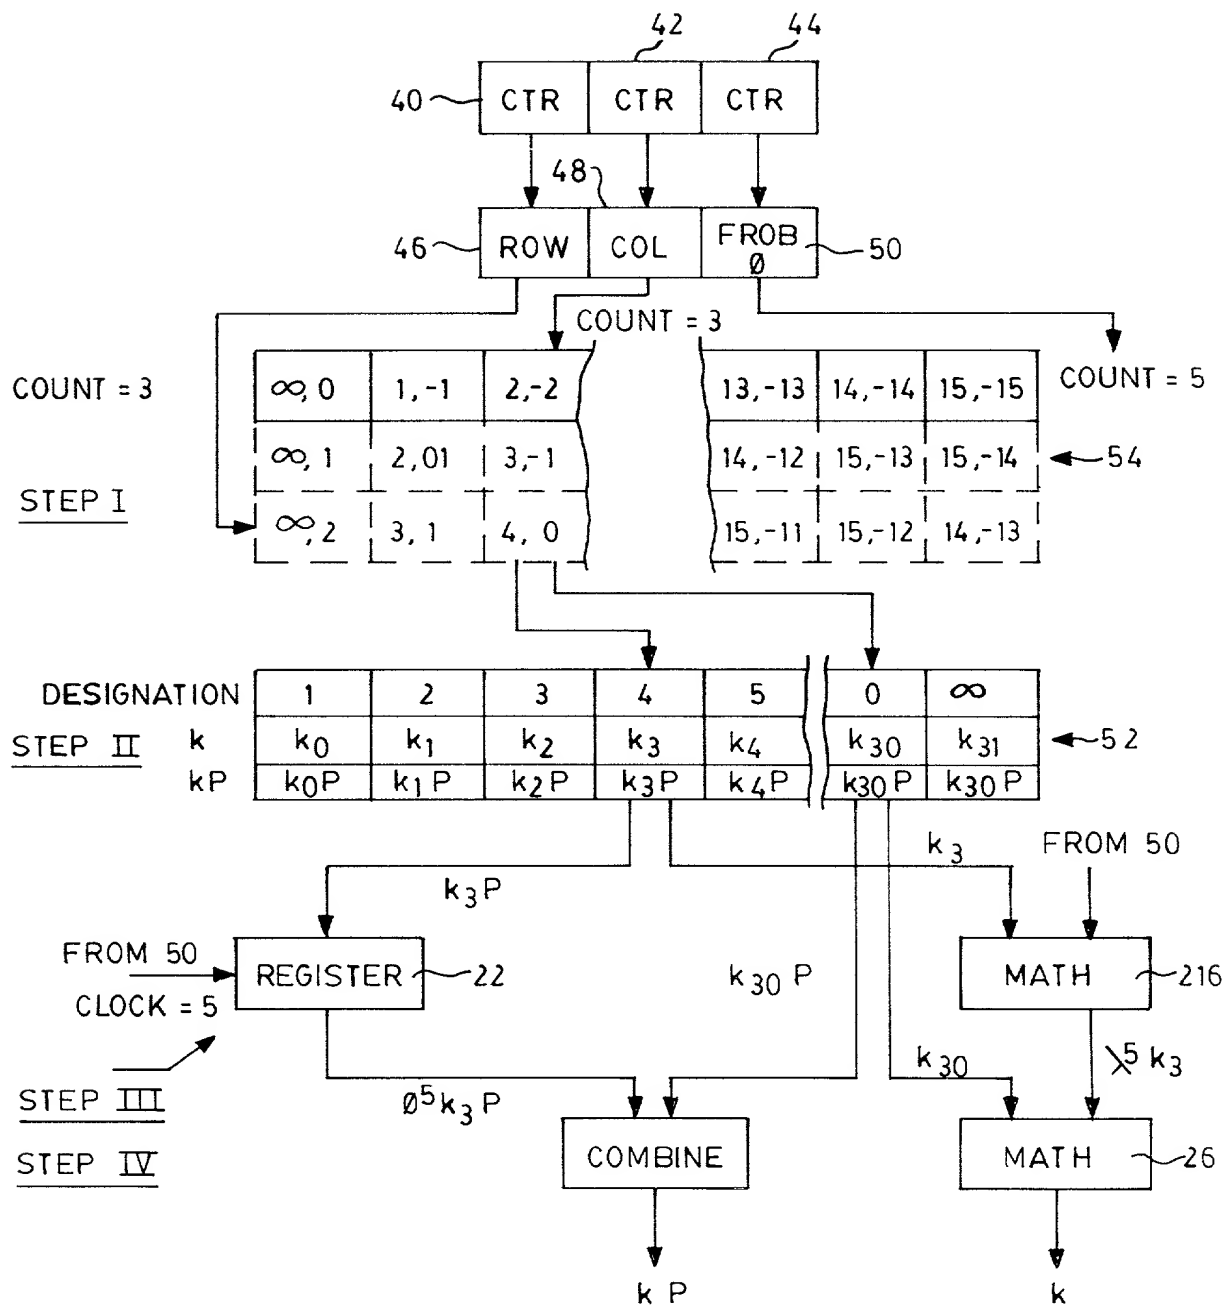 42 44
40 CTR CTR CTR
48
46 ROW COL FROB 50
Ø
COUNT = 3
COUNT = 3 ∞, 0 1,-1 2,-2 13,-13 14,-14 15,-15 COUNT = 5
∞, 1 2,01 3,-1 14,-12 15,-13 15,-14 54
STEP I
∞, 2 3, 1 4, 0 15,-11 15,-12 14,-13
DESIGNATION 1 2 3 4 5 0 ∞
STEP II k k0 k1 k2 k3 k4 k30 k31 52
kP k0P k1P k2P k3P k4P k30P k30P
k3 FROM 50
k3P
FROM 50 REGISTER 22 k30 P MATH 216
CLOCK = 5
k30 λ^5 k3
STEP III
Ø^5 k3 P
STEP IV COMBINE MATH 26
k P k